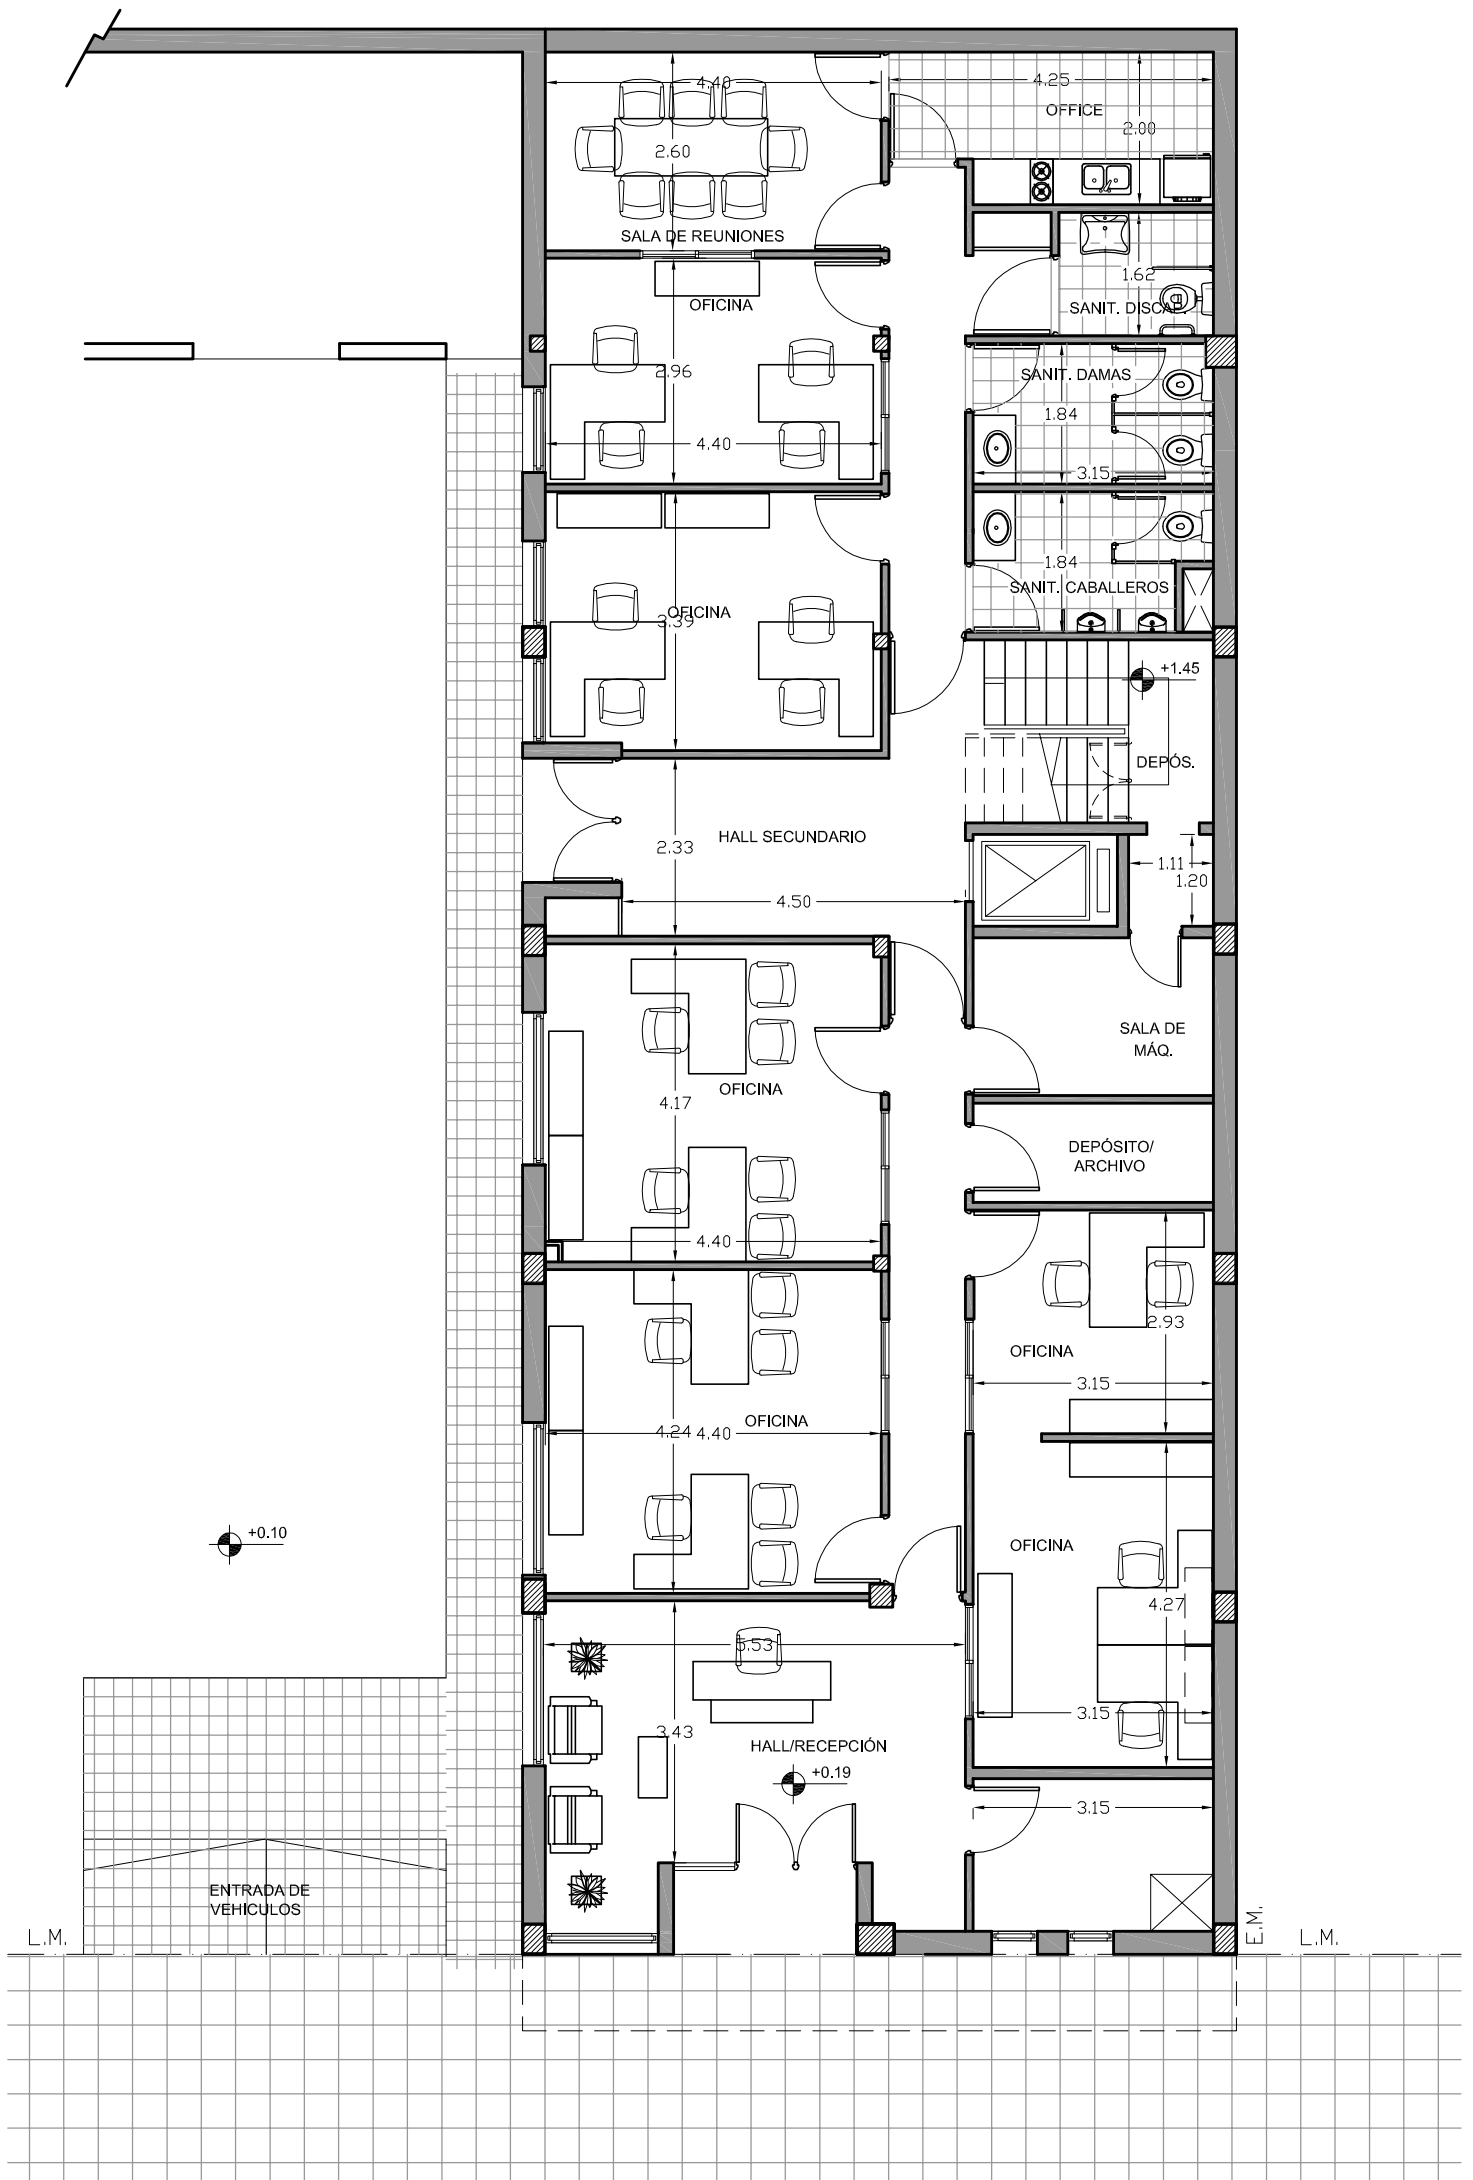 4.40
4.25
OFFICE
2.00
2.60
SALA DE REUNIONES
1.62
OFICINA
SANIT. DISCAP.
2.96
SANIT. DAMAS
1.84
4.40
3.15
1.84
SANIT. CABALLEROS
OFICINA
3.39
+1.45
DEPÓS.
HALL SECUNDARIO
2.33
1.11
1.20
4.50
SALA DE
MÁQ.
OFICINA
4.17
DEPÓSITO/
ARCHIVO
4.40
2.93
OFICINA
3.15
OFICINA
4.24
4.40
+0.10
OFICINA
4.27
5.53
3.15
3.43
HALL/RECEPCIÓN
+0.19
3.15
ENTRADA DE
VEHÍCULOS
L.M.
E.M.
L.M.